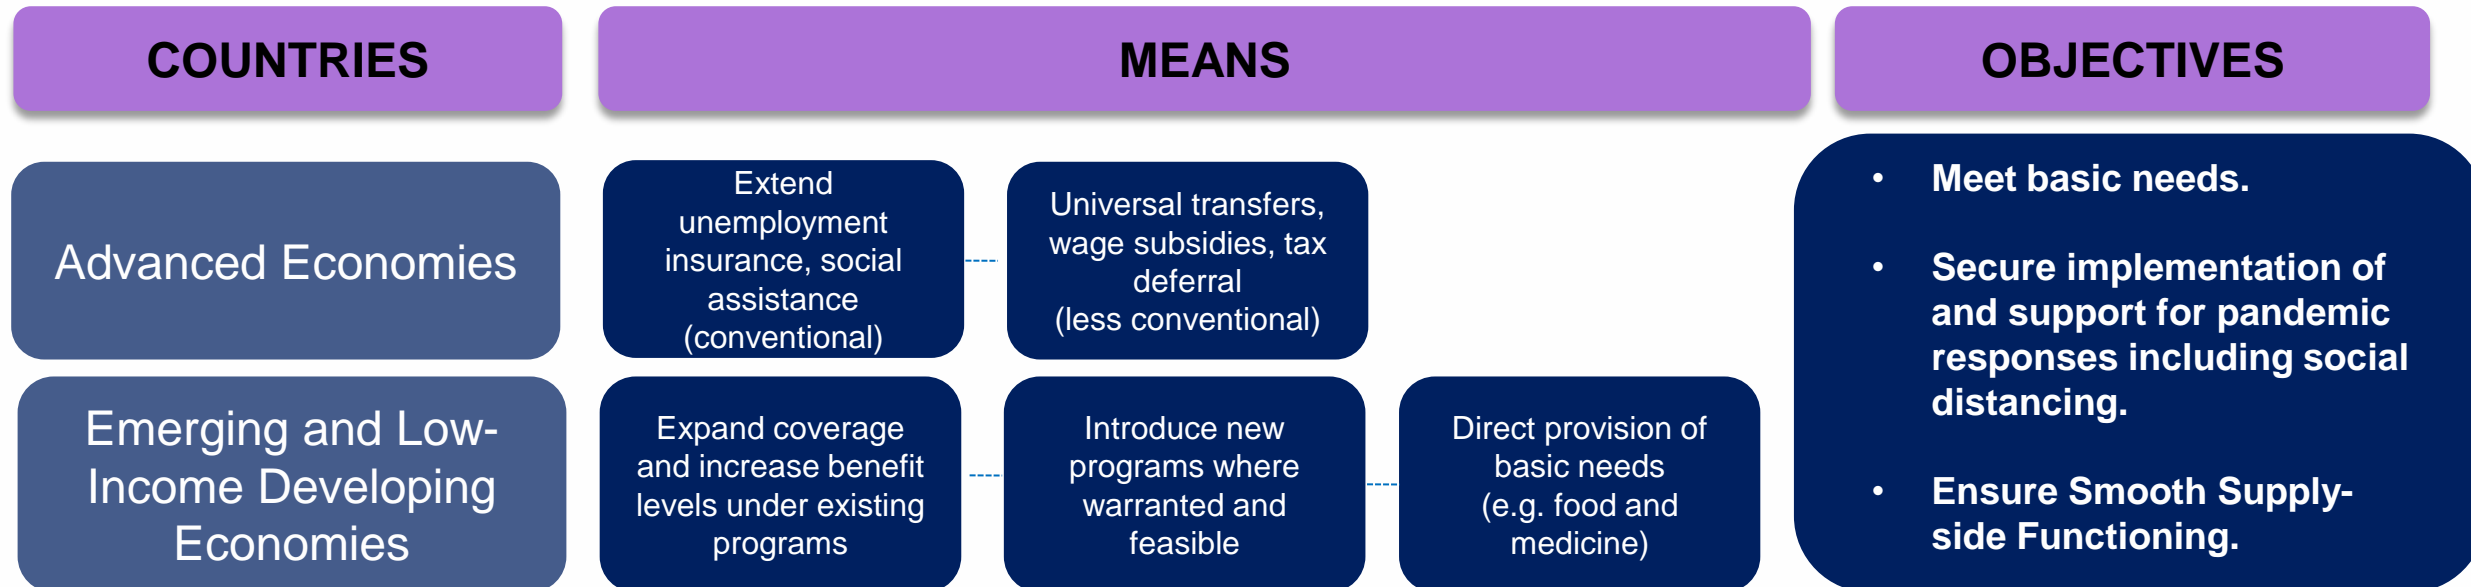 COUNTRIES
MEANS
OBJECTIVES
Advanced Economies
Extend
unemployment
insurance, social
assistance
(conventional)
Universal transfers,
wage subsidies, tax
deferral
(less conventional)
Emerging and Low-
Income Developing
Economies
Expand coverage
and increase benefit
levels under existing
programs
Introduce new
programs where
warranted and
feasible
Direct provision of
basic needs
(e.g. food and
medicine)
• Meet basic needs.
• Secure implementation of
and support for pandemic
responses including social
distancing.
• Ensure Smooth Supply-
side Functioning.